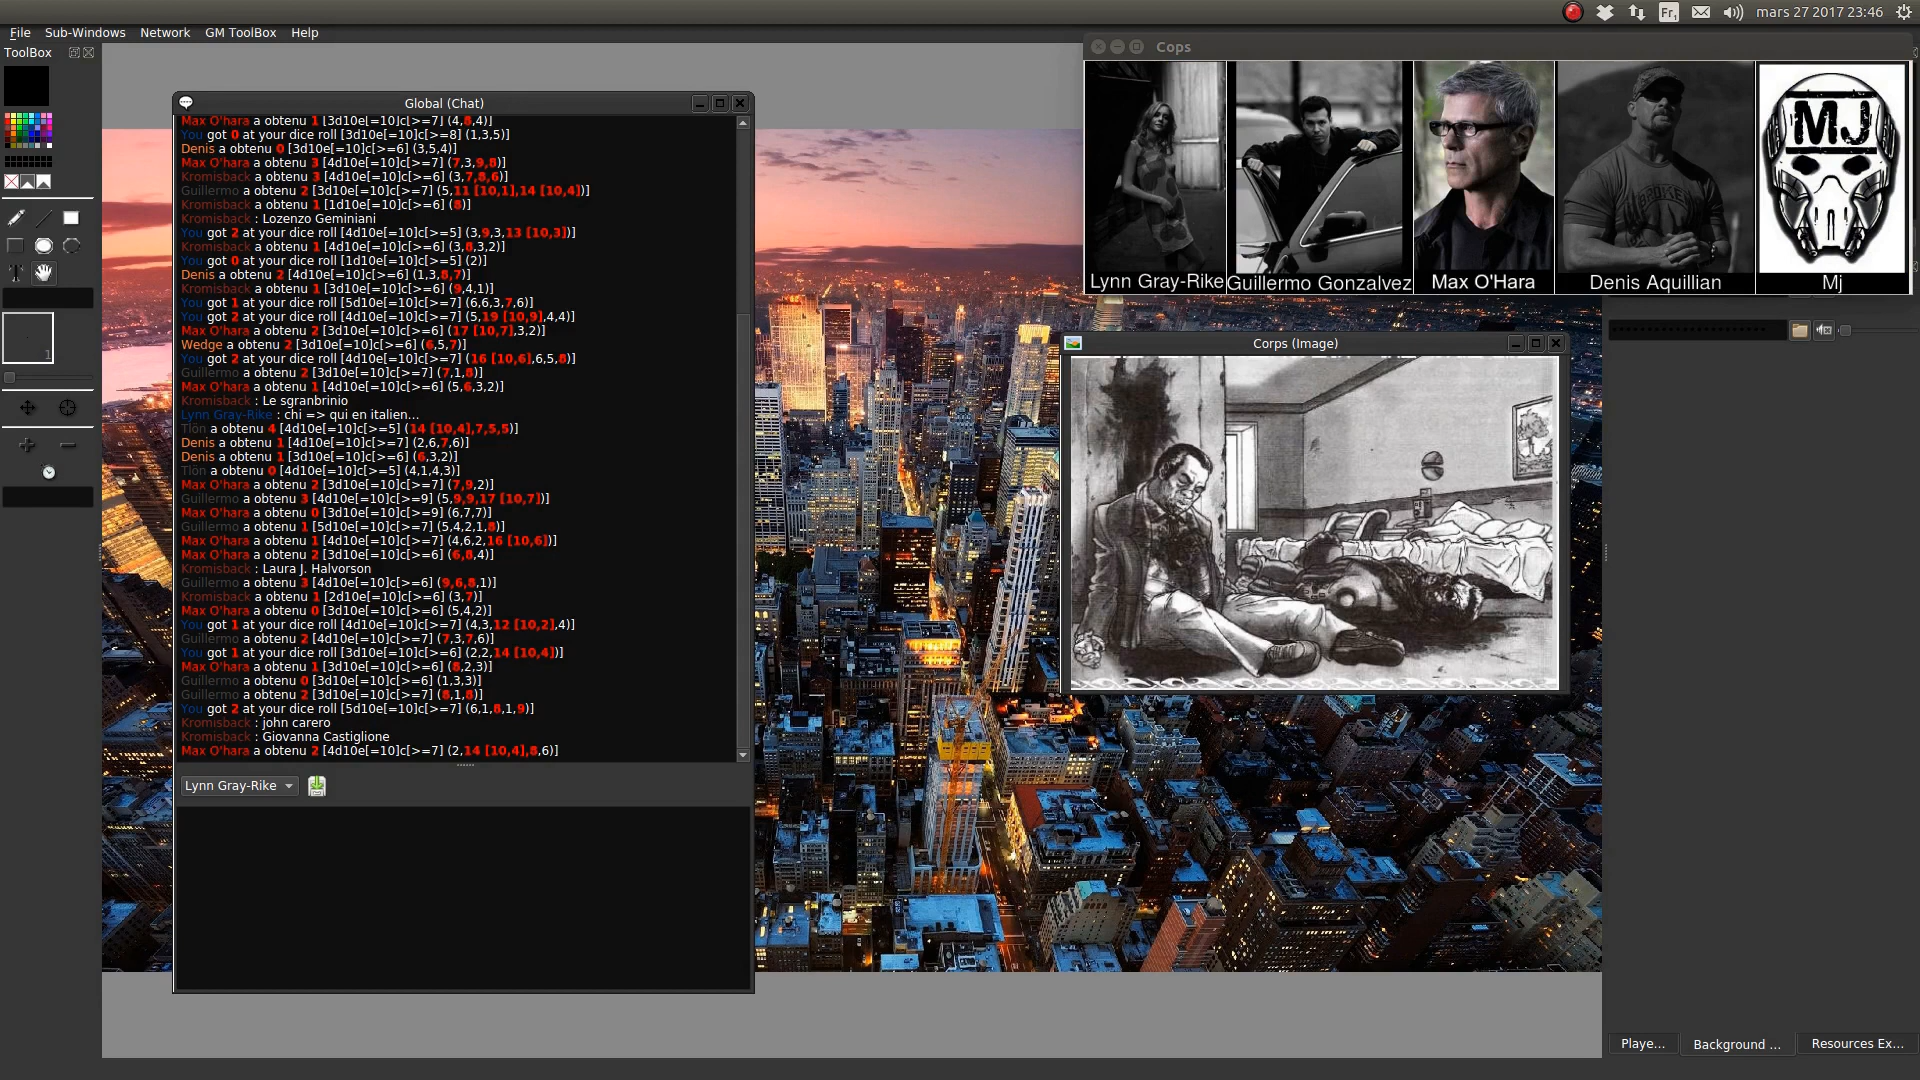 mars 27 2017 23:46
Fr1
File Sub-Windows Network GM ToolBox Help
ToolBox
1
Global (Chat)
Max O'hara a obtenu 1 [3d10e[=10]c[>=7] (4,8,4)]
You got 0 at your dice roll [3d10e[=10]c[>=8] (1,3,5)]
Denis a obtenu 0 [3d10e[=10]c[>=6] (3,5,4)]
Max O'hara a obtenu 3 [4d10e[=10]c[>=7] (7,3,9,8)]
Kromisback a obtenu 3 [4d10e[=10]c[>=6] (3,7,8,6)]
Guillermo a obtenu 2 [3d10e[=10]c[>=7] (5,11 [10,1],14 [10,4])]
Kromisback a obtenu 1 [1d10e[=10]c[>=6] (8)]
Kromisback : Lozenzo Geminiani
You got 2 at your dice roll [4d10e[=10]c[>=5] (3,9,3,13 [10,3])]
Kromisback a obtenu 1 [4d10e[=10]c[>=6] (3,8,3,2)]
You got 0 at your dice roll [1d10e[=10]c[>=5] (2)]
Denis a obtenu 2 [4d10e[=10]c[>=6] (1,3,8,7)]
Kromisback a obtenu 1 [3d10e[=10]c[>=6] (9,4,1)]
You got 1 at your dice roll [5d10e[=10]c[>=7] (6,6,3,7,6)]
You got 2 at your dice roll [4d10e[=10]c[>=7] (5,19 [10,9],4,4)]
Max O'hara a obtenu 2 [3d10e[=10]c[>=6] (17 [10,7],3,2)]
Wedge a obtenu 2 [3d10e[=10]c[>=6] (6,5,7)]
You got 2 at your dice roll [4d10e[=10]c[>=7] (16 [10,6],6,5,8)]
Guillermo a obtenu 2 [3d10e[=10]c[>=7] (7,1,8)]
Max O'hara a obtenu 1 [4d10e[=10]c[>=6] (5,6,3,2)]
Kromisback : Le sgranbrinio
Lynn Gray-Rike : chi => qui en italien...
Tlön a obtenu 4 [4d10e[=10]c[>=5] (14 [10,4],7,5,5)]
Denis a obtenu 1 [4d10e[=10]c[>=7] (2,6,7,6)]
Denis a obtenu 1 [3d10e[=10]c[>=6] (6,3,2)]
Tlön a obtenu 0 [4d10e[=10]c[>=5] (4,1,4,3)]
Max O'hara a obtenu 2 [3d10e[=10]c[>=7] (7,9,2)]
Guillermo a obtenu 3 [4d10e[=10]c[>=9] (5,9,9,17 [10,7])]
Max O'hara a obtenu 0 [3d10e[=10]c[>=9] (6,7,7)]
Guillermo a obtenu 1 [5d10e[=10]c[>=7] (5,4,2,1,8)]
Max O'hara a obtenu 1 [4d10e[=10]c[>=7] (4,6,2,16 [10,6])]
Max O'hara a obtenu 2 [3d10e[=10]c[>=6] (6,8,4)]
Kromisback : Laura J. Halvorson
Guillermo a obtenu 3 [4d10e[=10]c[>=6] (9,6,8,1)]
Kromisback a obtenu 1 [2d10e[=10]c[>=6] (3,7)]
Max O'hara a obtenu 0 [3d10e[=10]c[>=6] (5,4,2)]
You got 1 at your dice roll [4d10e[=10]c[>=7] (4,3,12 [10,2],4)]
Guillermo a obtenu 2 [4d10e[=10]c[>=7] (7,3,7,6)]
You got 1 at your dice roll [3d10e[=10]c[>=7] (2,2,14 [10,4])]
Max O'hara a obtenu 1 [3d10e[=10]c[>=6] (8,2,3)]
Guillermo a obtenu 0 [3d10e[=10]c[>=6] (1,3,3)]
Guillermo a obtenu 2 [3d10e[=10]c[>=7] (8,1,8)]
You got 2 at your dice roll [5d10e[=10]c[>=7] (6,1,8,1,9)]
Kromisback : john carero
Kromisback : Giovanna Castiglione
Max O'hara a obtenu 2 [4d10e[=10]c[>=7] (2,14 [10,4],8,6)]
Lynn Gray-Rike
Cops
MJ
Lynn Gray-Rike
Guillermo Gonzalvez
Max O'Hara
Denis Aquillian
Mj
Corps (Image)
Playe...
Background ...
Resources Ex...